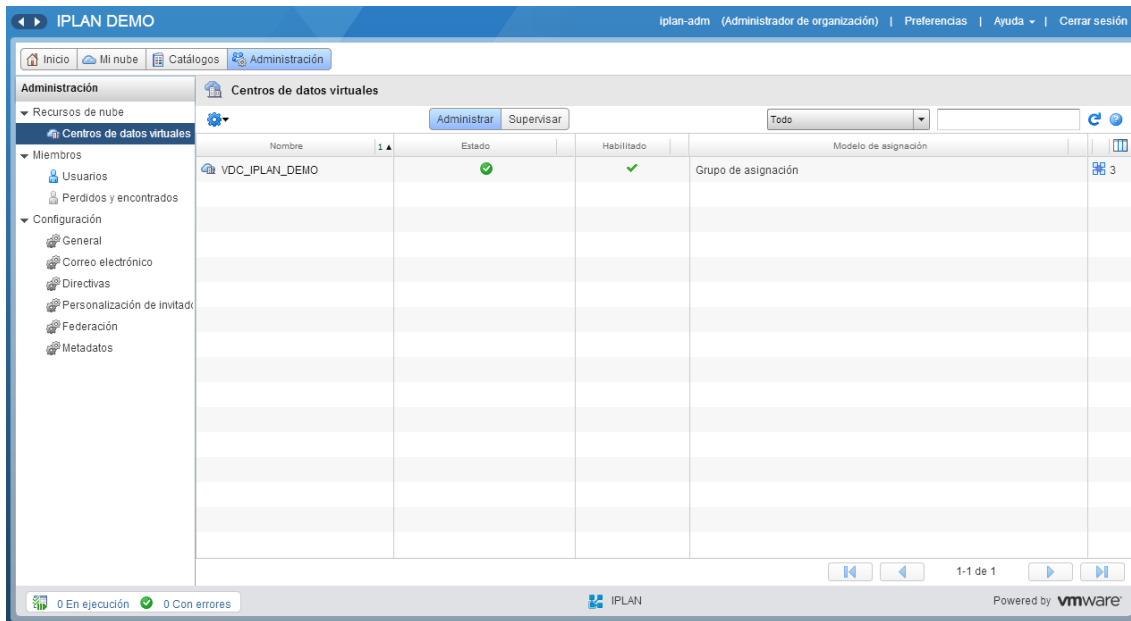 IPLAN DEMO
iplan-adm (Administrador de organización) | Preferencias | Ayuda | Cerrar sesión
Inicio Mi nube Catálogos Administración
Administración
Centros de datos virtuales
Recursos de nube
Administrar Supervisar Todo
Centros de datos virtuales
Nombre 1 Estado Habilitado Modelo de asignación
Miembros
VDC_IPLAN_DEMO Grupo de asignación 3
Usuarios
Perdidos y encontrados
Configuración
General
Correo electrónico
Directivas
Personalización de invitado
Federación
Metadatos
1-1 de 1
0 En ejecución 0 Con errores
IPLAN
Powered by vmware